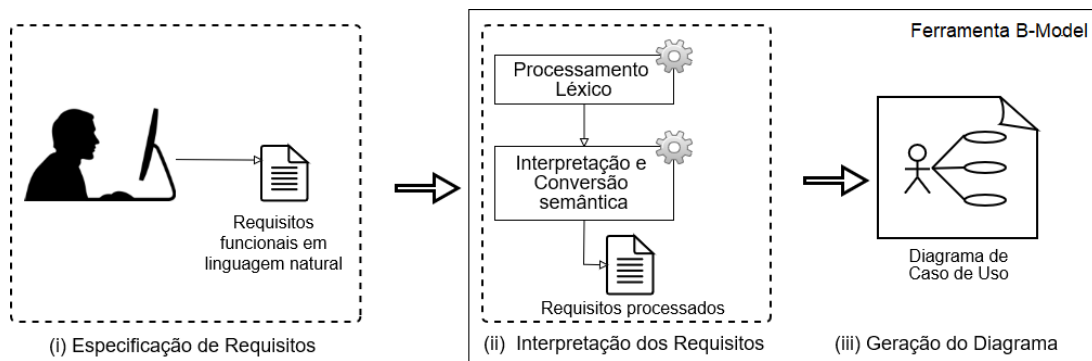 Ferramenta B-Model
Requisitos
funcionais em
linguagem natural
(i) Especificação de Requisitos
Processamento
Léxico
Interpretação e
Conversão
semântica
Requisitos processados
(ii) Interpretação dos Requisitos
Diagrama de
Caso de Uso
(iii) Geração do Diagrama